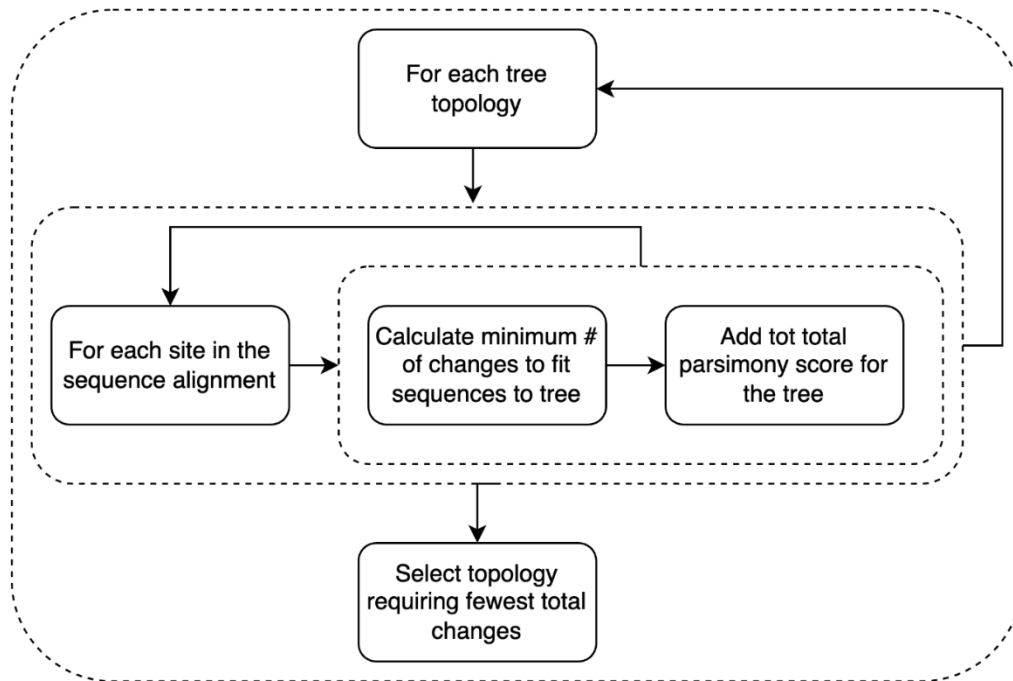 For each tree
topology
For each site in the
sequence alignment
Calculate minimum #
of changes to fit
sequences to tree
Add tot total
parsimony score for
the tree
Select topology
requiring fewest total
changes